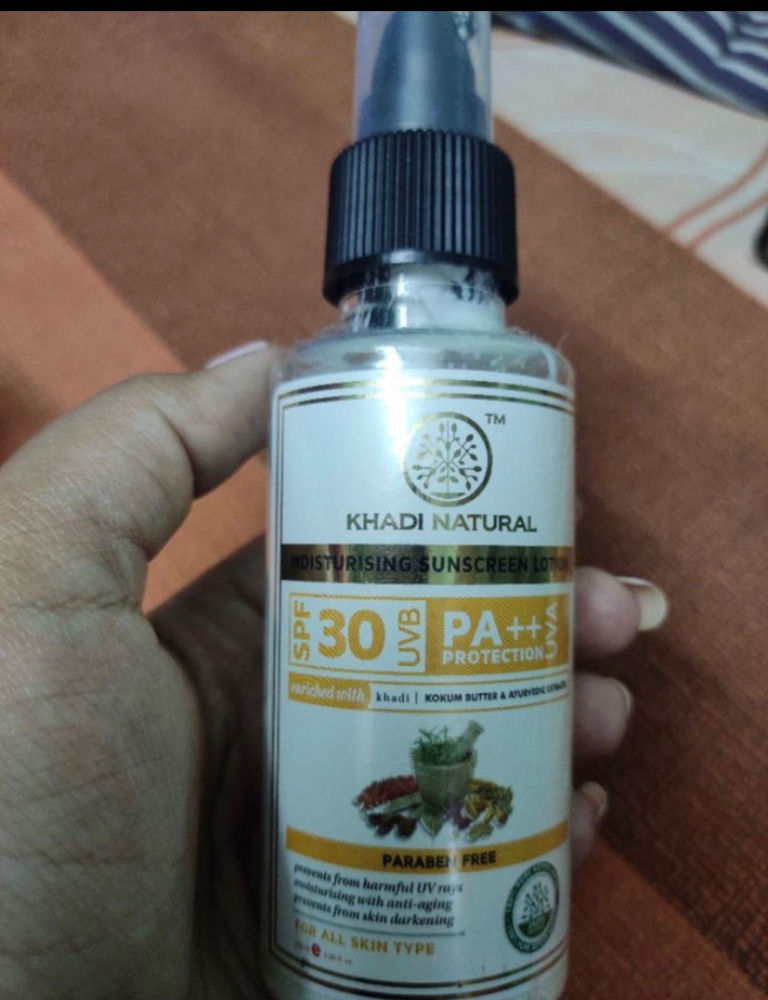 TM
KHADI NATURAL
MOISTURISING SUNSCREEN LOTION
SPF 30 UVB PA++ UVA
PROTECTION
enriched with khadi | KOKUM BUTTER & AYURVEDIC EXTRACTS
PARABEN FREE
prevents from harmful UV rays
moisturising with anti-aging
prevents from skin darkening
FOR ALL SKIN TYPE